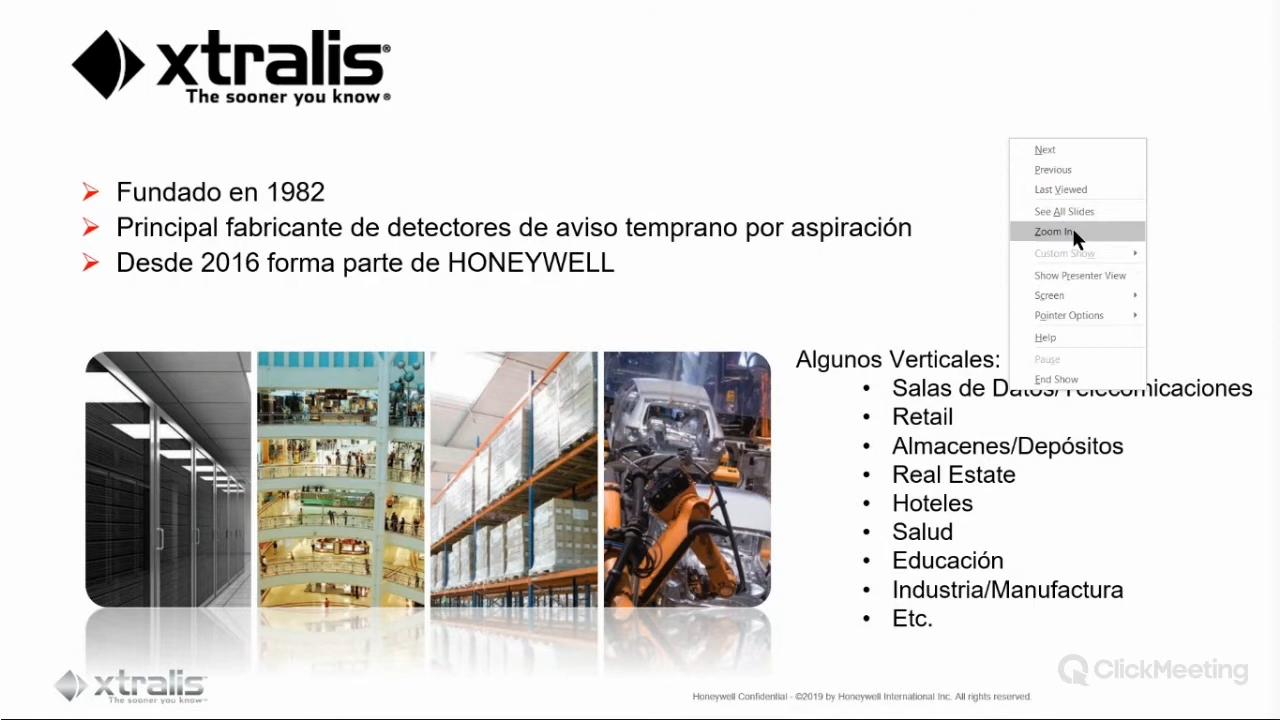 xtralis®
The sooner you know®
Fundado en 1982
Principal fabricante de detectores de aviso temprano por aspiración
Desde 2016 forma parte de HONEYWELL
Next
Previous
Last Viewed
See All Slides
Zoom In
Custom Show
Show Presenter View
Screen
Pointer Options
Help
Pause
End Show
Algunos Verticales:
• Salas de Datos/Telecomicaciones
• Retail
• Almacenes/Depósitos
• Real Estate
• Hoteles
• Salud
• Educación
• Industria/Manufactura
• Etc.
xtralis
The sooner you know
Honeywell Confidential - ©2019 by Honeywell International Inc. All rights reserved.
ClickMeeting